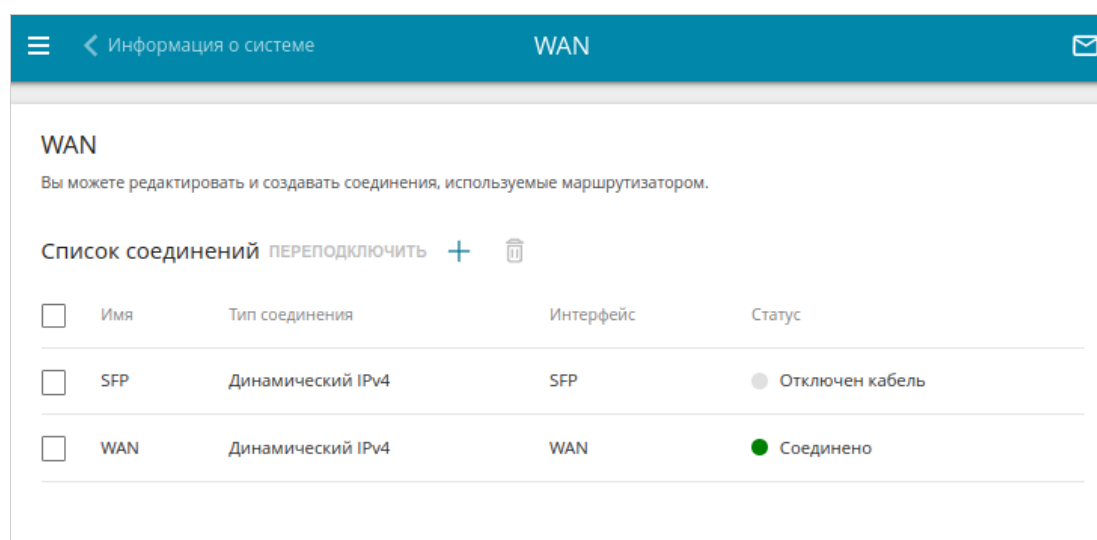 Информация о системе WAN
WAN
Вы можете редактировать и создавать соединения, используемые маршрутизатором.
Список соединений ПЕРЕПОДКЛЮЧИТЬ
Имя Тип соединения Интерфейс Статус
SFP Динамический IPv4 SFP Отключен кабель
WAN Динамический IPv4 WAN Соединено